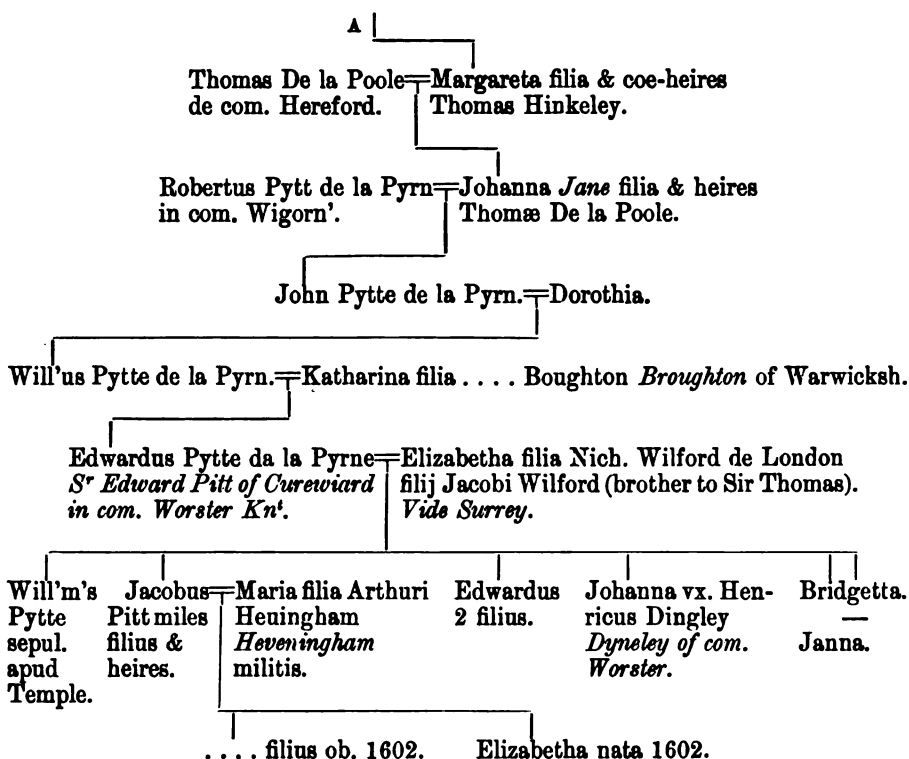 A
Thomas De la Poole=Margareta filia & coe-heires
de com. Hereford. Thomas Hinkeley.
Robertus Pytt de la Pyrn=Johanna Jane filia & heires
in com. Wigorn'. Thomæ De la Poole.
John Pytte de la Pyrn.=Dorothia.
Will'us Pytte de la Pyrn.=Katharina filia . . . . Boughton Broughton of Warwicksh.
Edwardus Pytte da la Pyrne=Elizabetha filia Nich. Wilford de London
Sr Edward Pitt of Curewiard filij Jacobi Wilford (brother to Sir Thomas).
in com. Worster Knt. Vide Surrey.
Will'm's
Pytte
sepul.
apud
Temple.
Jacobus=Maria filia Arthuri
Pitt miles Heuingham
filius & Heveningham
heires. militis.
Edwardus
2 filius.
Johanna vx. Hen-
ricus Dingley
Dyneley of com.
Worster.
Bridgetta.
—
Janna.
. . . . filius ob. 1602. Elizabetha nata 1602.